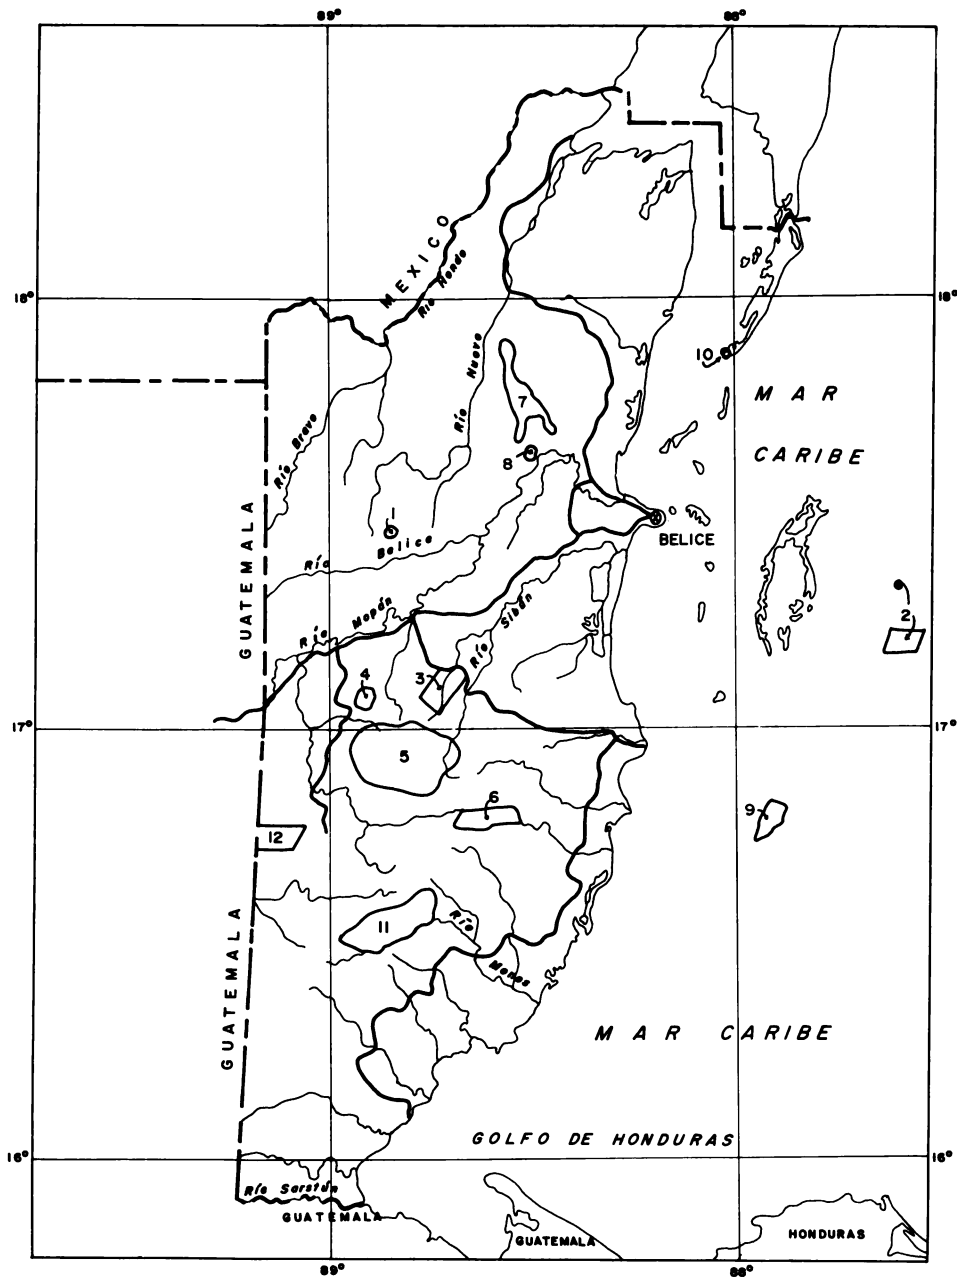 89° 88°
MEXICO
Río Hondo
18° 18°
10
Río Nuevo
MAR
CARIBE
7
Río Bravo
8
1
BELICE
Río Belice
GUATEMALA
2
Río Mopán
Río Sibún
4
3
17° 17°
5
6
9
12
11
Río
Monos
GUATEMALA
MAR CARIBE
GOLFO DE HONDURAS
16° 16°
Río Sarstún
GUATEMALA
GUATEMALA
HONDURAS
89° 88°